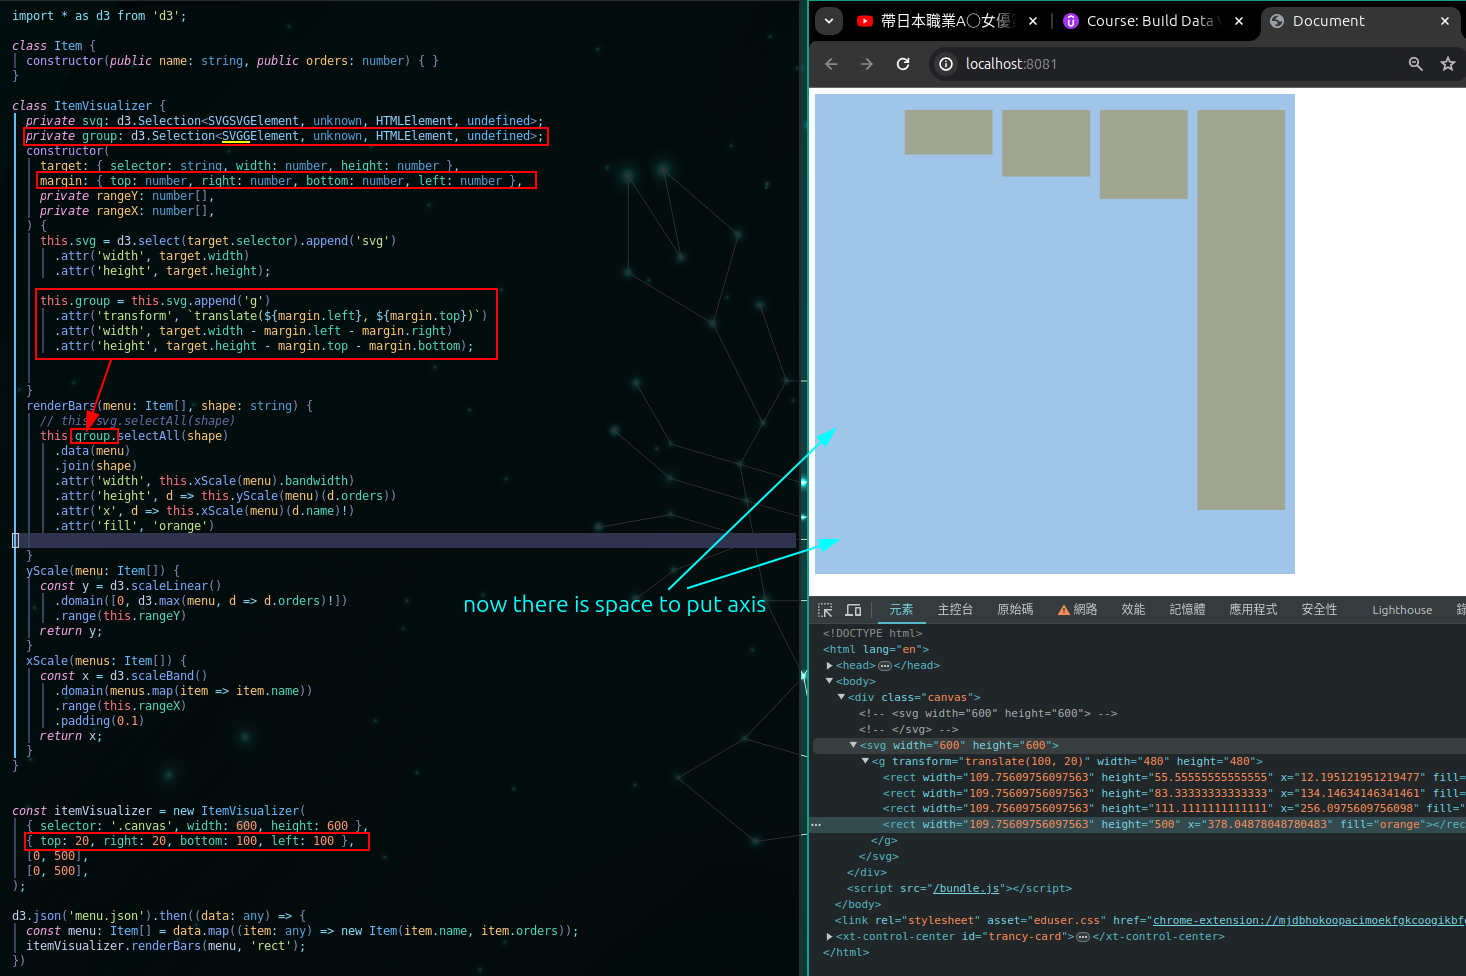 import * as d3 from 'd3';
class Item {
constructor(public name: string, public orders: number) { }
}
class ItemVisualizer {
private svg: d3.Selection<SVGSVGElement, unknown, HTMLElement, undefined>;
private group: d3.Selection<SVGGElement, unknown, HTMLElement, undefined>;
constructor(
target: { selector: string, width: number, height: number },
margin: { top: number, right: number, bottom: number, left: number },
private rangeY: number[],
private rangeX: number[],
) {
this.svg = d3.select(target.selector).append('svg')
.attr('width', target.width)
.attr('height', target.height);
this.group = this.svg.append('g')
.attr('transform', `translate(${margin.left}, ${margin.top})`)
.attr('width', target.width - margin.left - margin.right)
.attr('height', target.height - margin.top - margin.bottom);
}
renderBars(menu: Item[], shape: string) {
// this.svg.selectAll(shape)
this.group.selectAll(shape)
.data(menu)
.join(shape)
.attr('width', this.xScale(menu).bandwidth)
.attr('height', d => this.yScale(menu)(d.orders))
.attr('x', d => this.xScale(menu)(d.name)!)
.attr('fill', 'orange')
}
yScale(menu: Item[]) {
const y = d3.scaleLinear()
.domain([0, d3.max(menu, d => d.orders)!])
.range(this.rangeY)
return y;
}
xScale(menus: Item[]) {
const x = d3.scaleBand()
.domain(menus.map(item => item.name))
.range(this.rangeX)
.padding(0.1)
return x;
}
}
const itemVisualizer = new ItemVisualizer(
{ selector: '.canvas', width: 600, height: 600 },
{ top: 20, right: 20, bottom: 100, left: 100 },
[0, 500],
[0, 500],
);
d3.json('menu.json').then((data: any) => {
const menu: Item[] = data.map((item: any) => new Item(item.name, item.orders));
itemVisualizer.renderBars(menu, 'rect');
})
now there is space to put axis
帶日本職業A〇女優
Course: Build Data
Document
localhost:8081
元素 主控台 原始碼 網路 效能 記憶體 應用程式 安全性 Lighthouse
<!DOCTYPE html>
<html lang="en">
<head> </head>
<body>
<div class="canvas">
<!-- <svg width="600" height="600"> -->
<!-- </svg> -->
<svg width="600" height="600">
<g transform="translate(100, 20)" width="480" height="480">
<rect width="109.75609756097563" height="55.55555555555555" x="12.195121951219477" fill=
<rect width="109.75609756097563" height="83.33333333333333" x="134.14634146341461" fill=
<rect width="109.75609756097563" height="111.1111111111111" x="256.0975609756098" fill="
<rect width="109.75609756097563" height="500" x="378.04878048780483" fill="orange"></rec
</g>
</svg>
</div>
<script src="/bundle.js"></script>
</body>
<link rel="stylesheet" asset="eduser.css" href="chrome-extension://mjdbhokoopacimoekfgkcoogikbf
<xt-control-center id="trancy-card"> </xt-control-center>
</html>